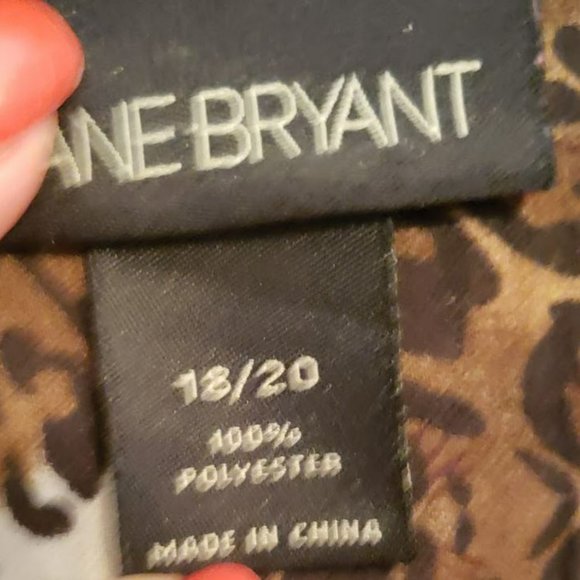 ANE BRYANT
18/20
100%
POLYESTER
MADE IN CHINA